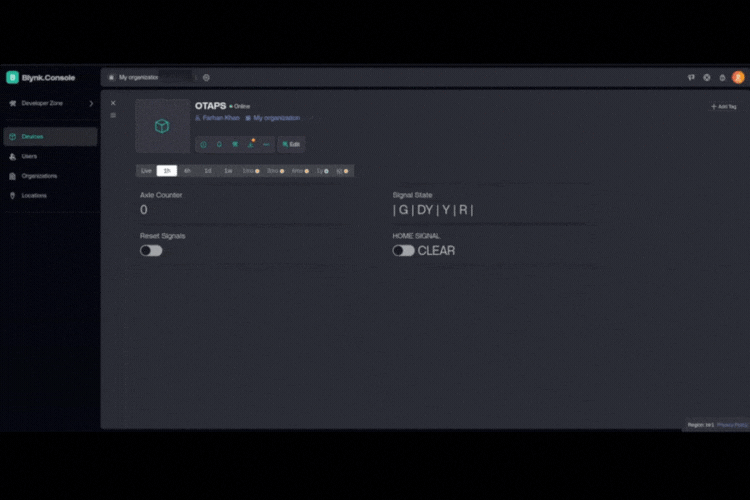 Blynk.Console
My organization
Developer Zone
Devices
Users
Organizations
Locations
OTAPS Online
Farhan Khan My organization
Add Tag
Edit
Live 1h 6h 1d 1w 1mo 3mo 6mo 1y
Axle Counter
0
Signal State
| G | DY | Y | R |
Reset Signals
HOME SIGNAL
CLEAR
Region: Privacy Policy